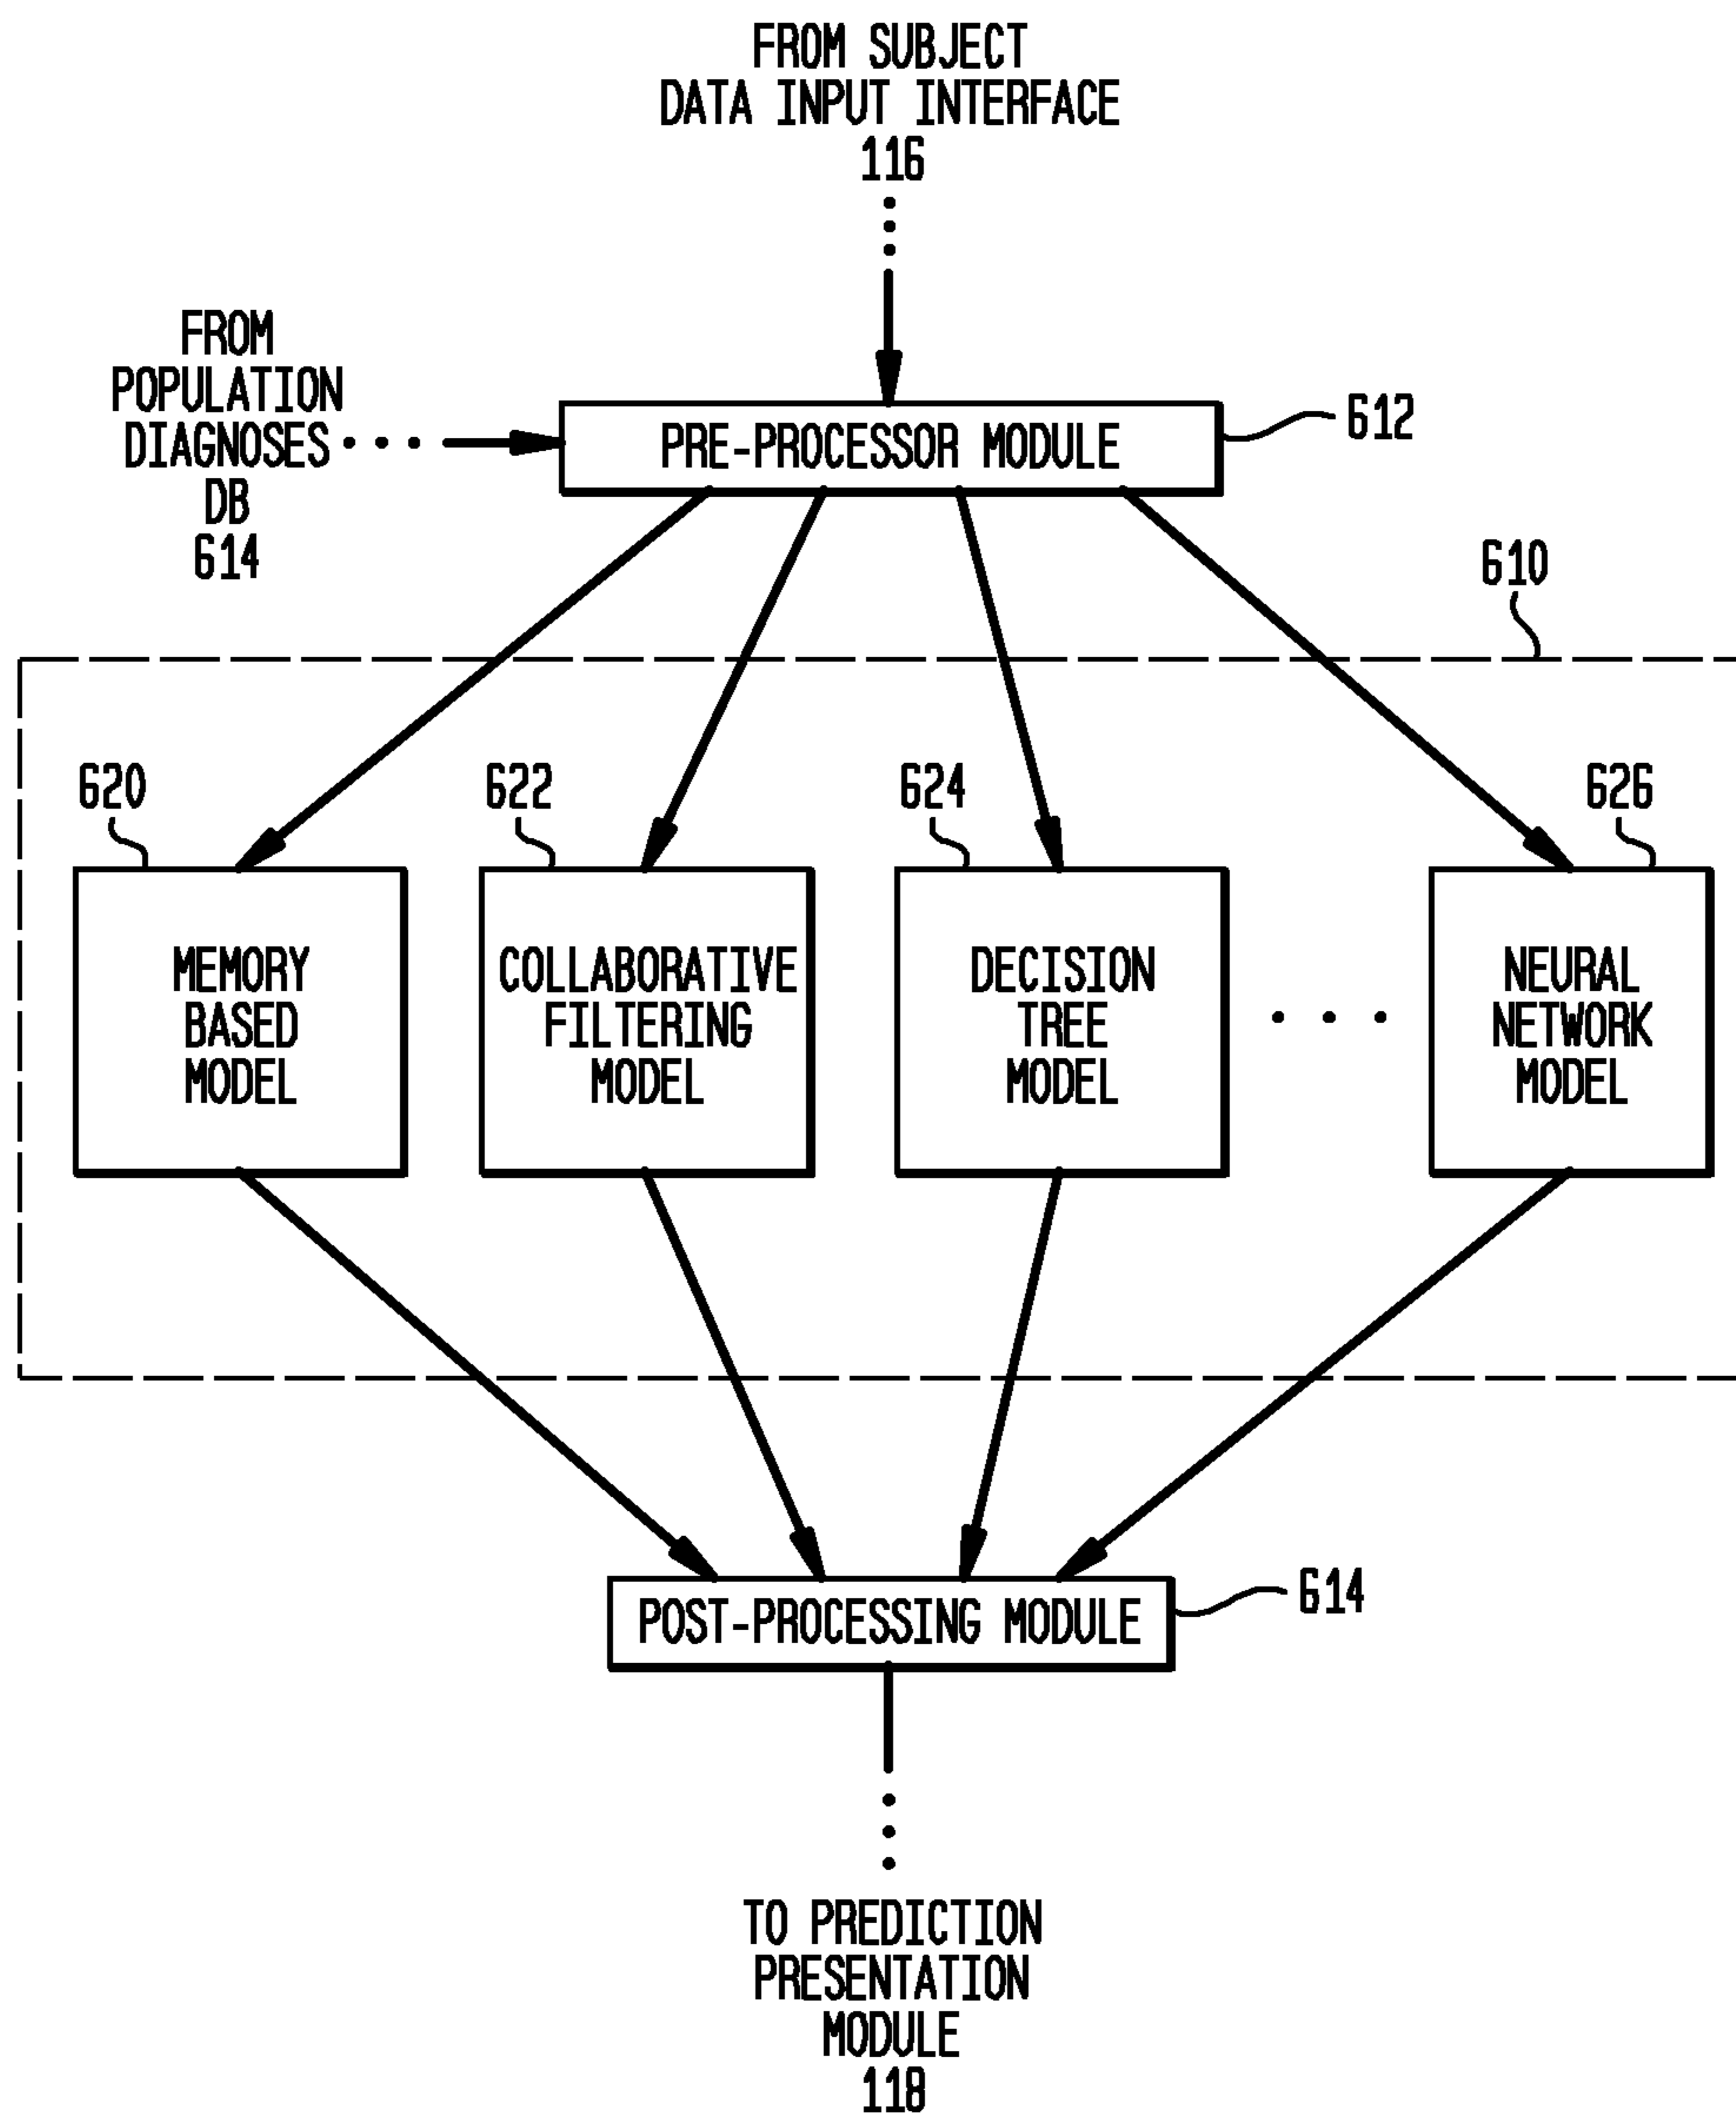 FROM SUBJECT
DATA INPUT INTERFACE
116
FROM
POPULATION
DIAGNOSES
DB
614
PRE-PROCESSOR MODULE
612
610
620
622
624
626
MEMORY
BASED
MODEL
COLLABORATIVE
FILTERING
MODEL
DECISION
TREE
MODEL
NEURAL
NETWORK
MODEL
POST-PROCESSING MODULE
614
TO PREDICTION
PRESENTATION
MODULE
118